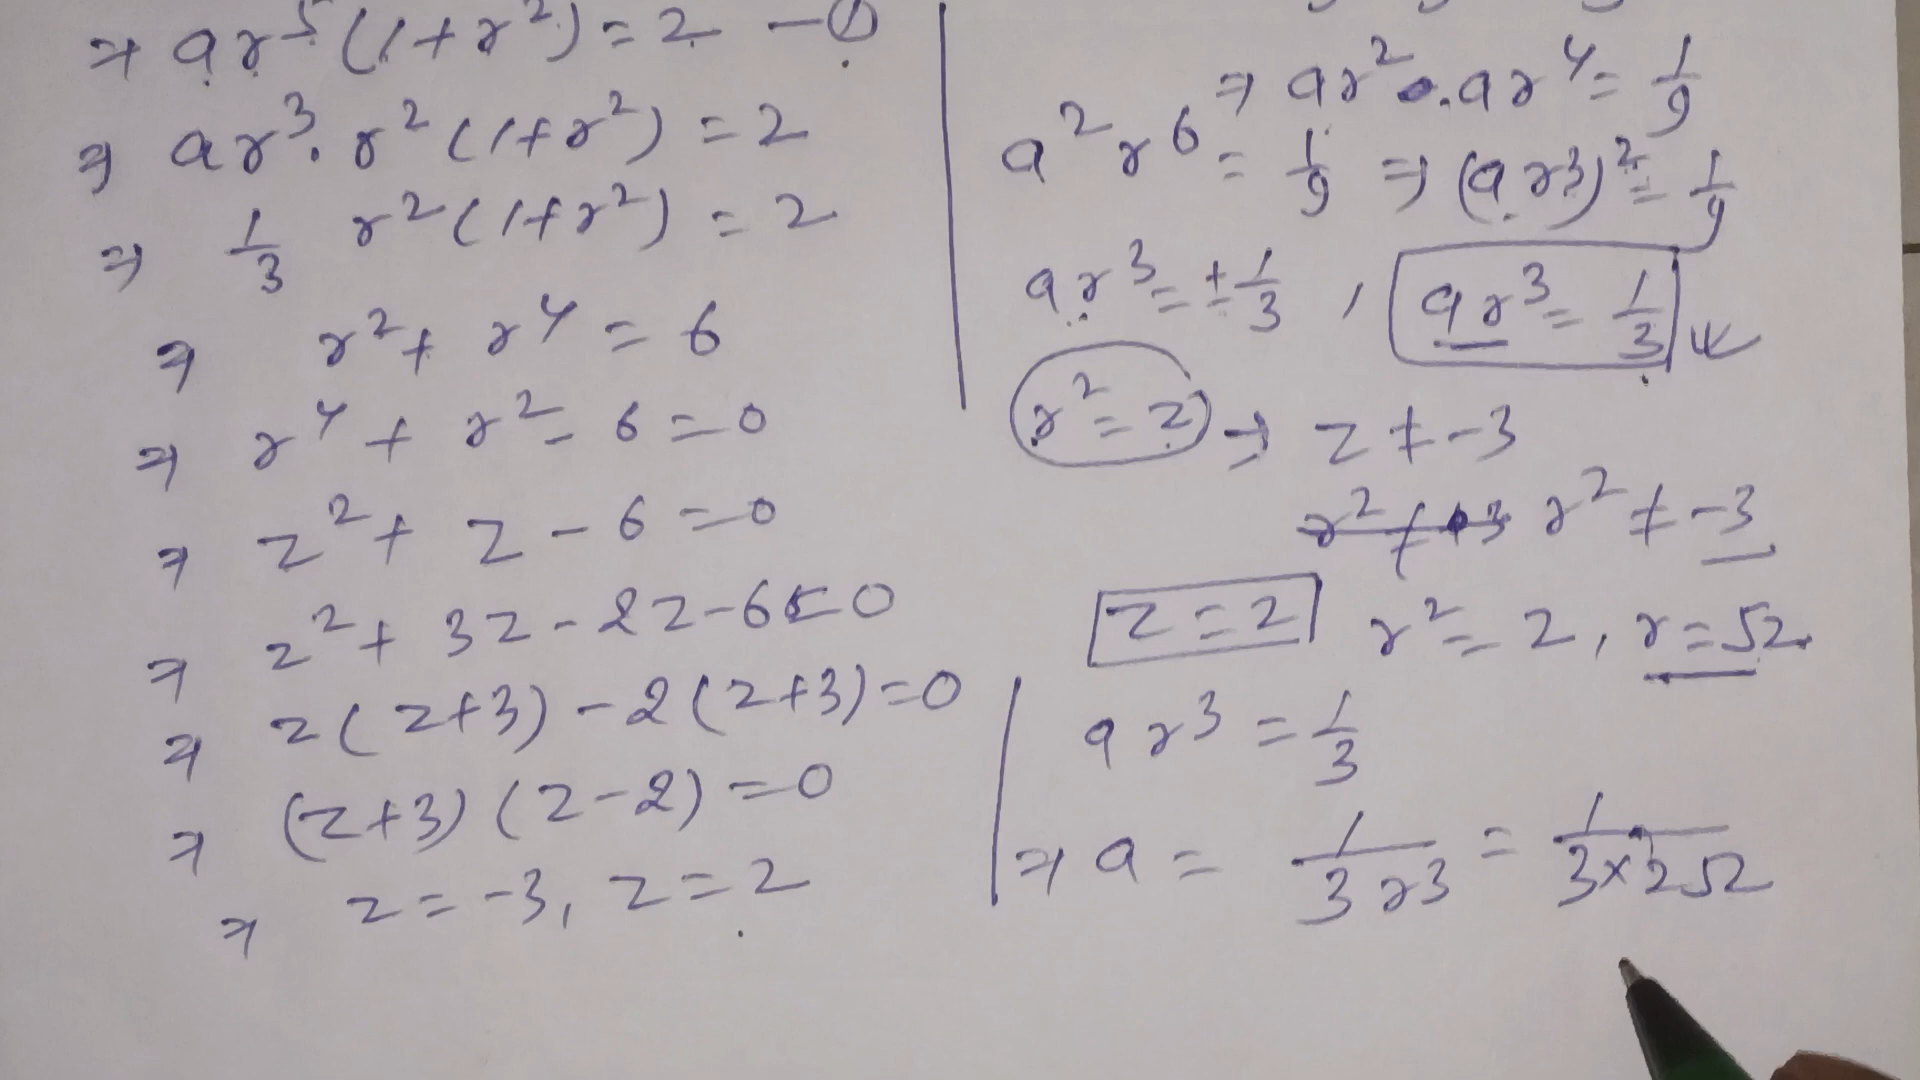 ⇒ ar⁵(1+r²) = 2 — ①
⇒ ar³. r²(1+r²) = 2
⇒ 1/3 r²(1+r²) = 2
⇒ r² + r⁴ = 6
⇒ r⁴ + r² - 6 = 0
⇒ z² + z - 6 = 0
⇒ z² + 3z - 2z - 6 = 0
⇒ z(z+3) - 2(z+3) = 0
⇒ (z+3)(z-2) = 0
⇒ z = -3, z = 2
⇒ ar² . ar⁴ = 1/9
a²r⁶ = 1/9 ⇒ (ar³)² = 1/9
ar³ = ±1/3 , ar³ = 1/3
r² = z ⇒ z ≠ -3
r² ≠ -3
z = 2 r² = 2, r = √2
ar³ = 1/3
⇒ a = 1/3r³ = 1/3×2√2